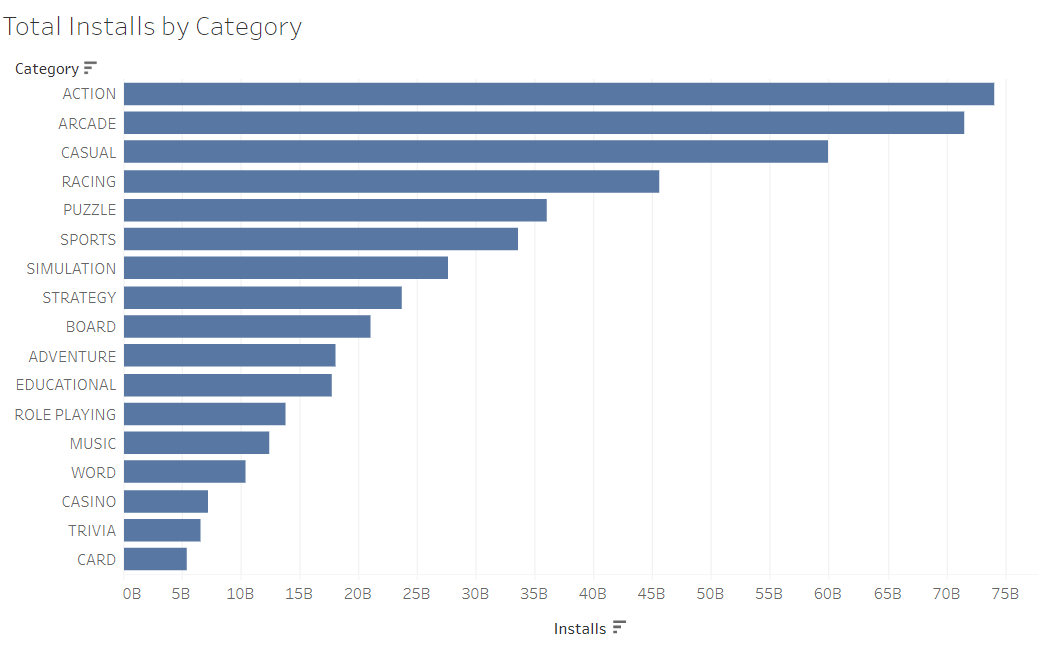 Total Installs by Category
Category
ACTION
ARCADE
CASUAL
RACING
PUZZLE
SPORTS
SIMULATION
STRATEGY
BOARD
ADVENTURE
EDUCATIONAL
ROLE PLAYING
MUSIC
WORD
CASINO
TRIVIA
CARD
0B 5B 10B 15B 20B 25B 30B 35B 40B 45B 50B 55B 60B 65B 70B 75B
Installs